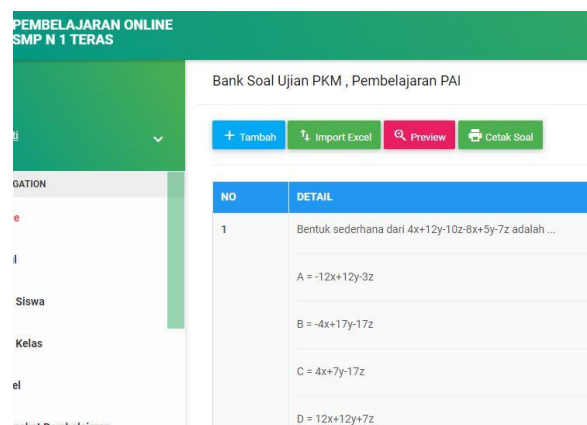 PEMBELAJARAN ONLINE
SMP N 1 TERAS
Bank Soal Ujian PKM , Pembelajaran PAI
+ Tambah Import Excel Preview Cetak Soal
GATION
NO DETAIL
1 Bentuk sederhana dari 4x+12y-10z-8x+5y-7z adalah ...
A = -12x+12y-3z
Siswa
B = -4x+17y-17z
Kelas
C = 4x+7y-17z
el
D = 12x+12y+7z